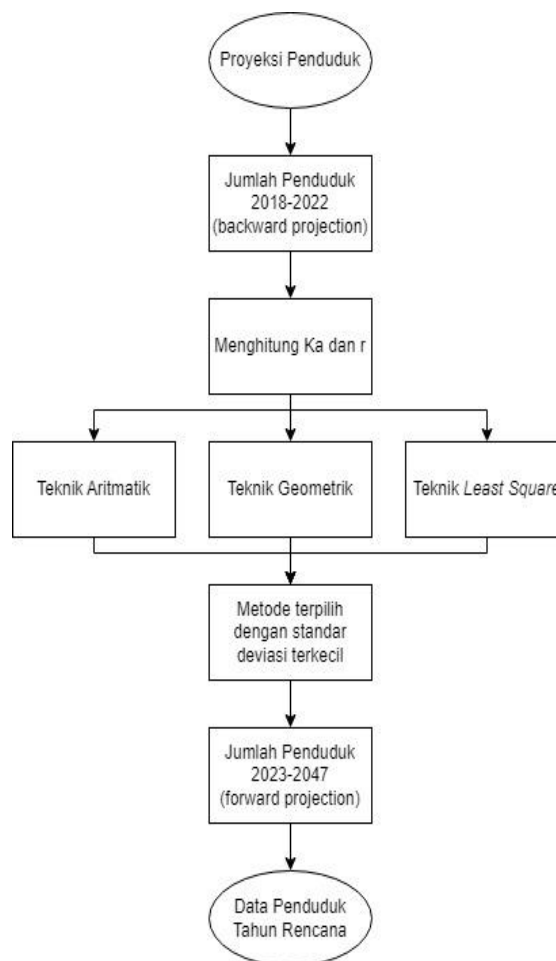 Proyeksi Penduduk
Jumlah Penduduk
2018-2022
(backward projection)
Menghitung Ka dan r
Teknik Aritmatik
Teknik Geometrik
Teknik Least Square
Metode terpilih
dengan standar
deviasi terkecil
Jumlah Penduduk
2023-2047
(forward projection)
Data Penduduk
Tahun Rencana